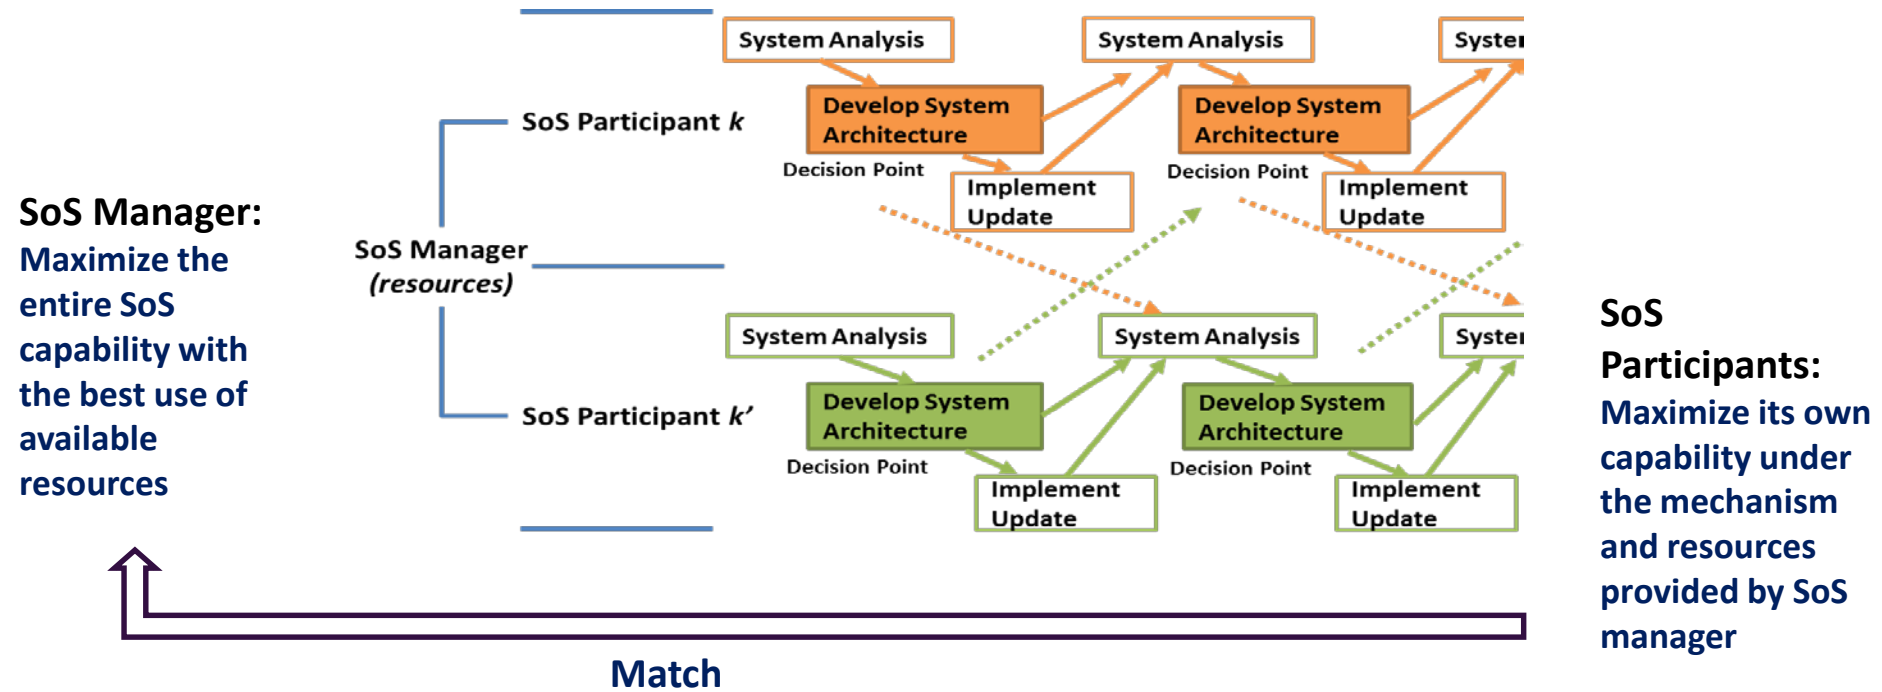 SoS Manager:
Maximize the
entire SoS
capability with
the best use of
available
resources
SoS Manager
(resources)
SoS Participant k
System Analysis
System Analysis
Syster
Develop System
Architecture
Develop System
Architecture
Decision Point
Decision Point
Implement
Update
Implement
Update
SoS Participant k’
System Analysis
System Analysis
Syster
Develop System
Architecture
Develop System
Architecture
Decision Point
Decision Point
Implement
Update
Implement
Update
SoS
Participants:
Maximize its own
capability under
the mechanism
and resources
provided by SoS
manager
Match